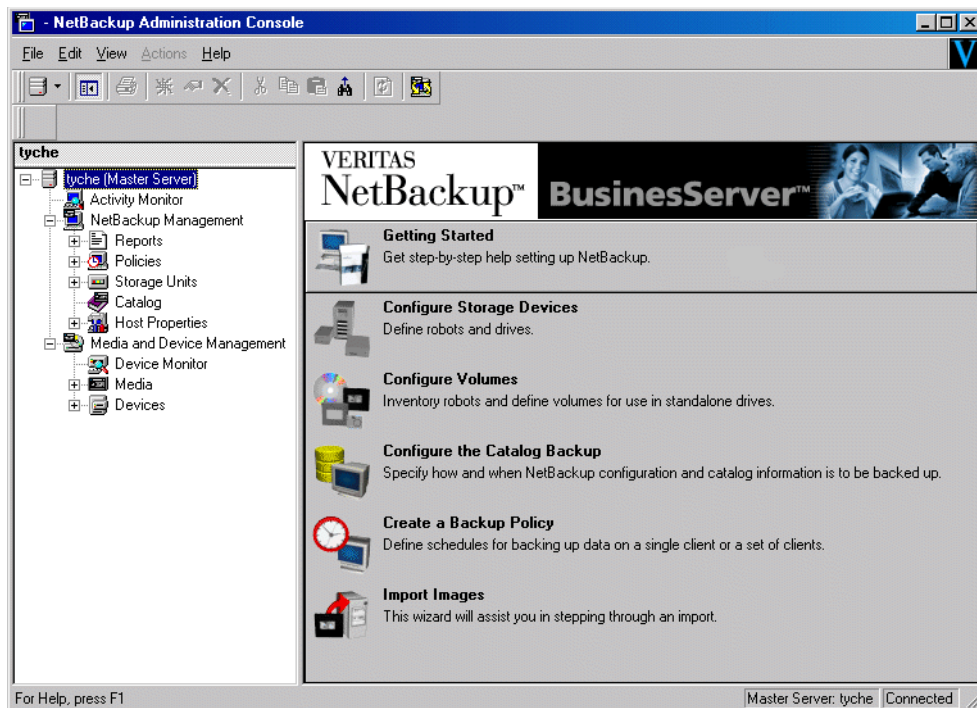 - NetBackup Administration Console
File Edit View Actions Help
V
tyche
tyche (Master Server)
Activity Monitor
NetBackup Management
Reports
Policies
Storage Units
Catalog
Host Properties
Media and Device Management
Device Monitor
Media
Devices
VERITAS
NetBackup™ BusinesServer™
Getting Started
Get step-by-step help setting up NetBackup.
Configure Storage Devices
Define robots and drives.
Configure Volumes
Inventory robots and define volumes for use in standalone drives.
Configure the Catalog Backup
Specify how and when NetBackup configuration and catalog information is to be backed up.
Create a Backup Policy
Define schedules for backing up data on a single client or a set of clients.
Import Images
This wizard will assist you in stepping through an import.
For Help, press F1
Master Server: tyche Connected